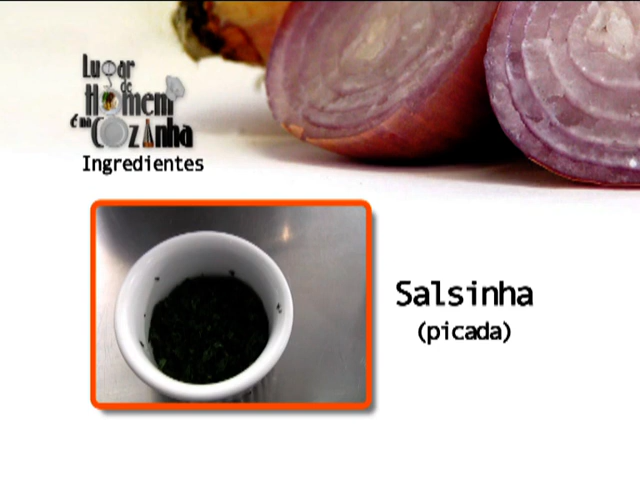 Lugar
de
Homem
é na
Cozinha
Ingredientes
Salsinha
(picada)